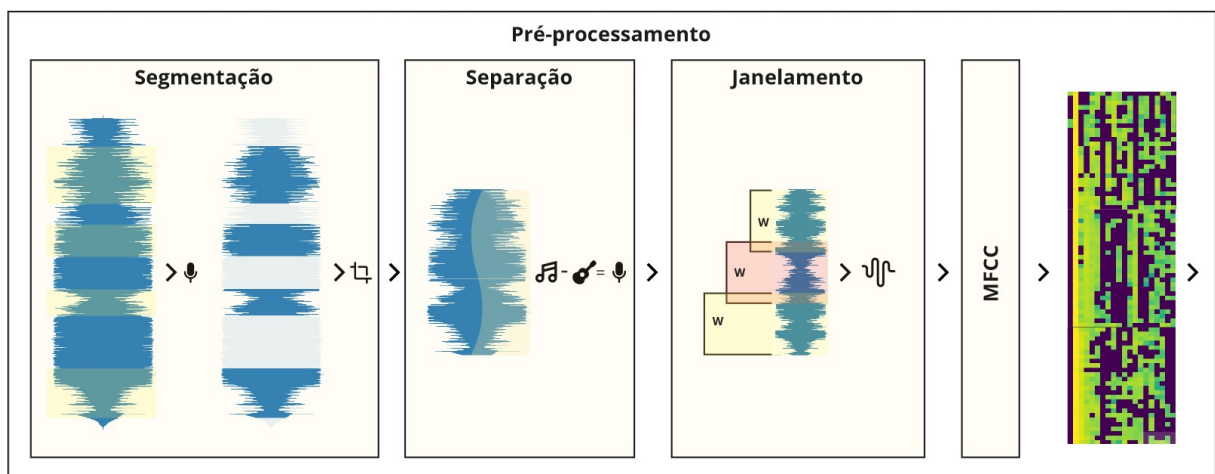 Pré-processamento
Segmentação
Separação
Janelamento
W
W
W
MFCC